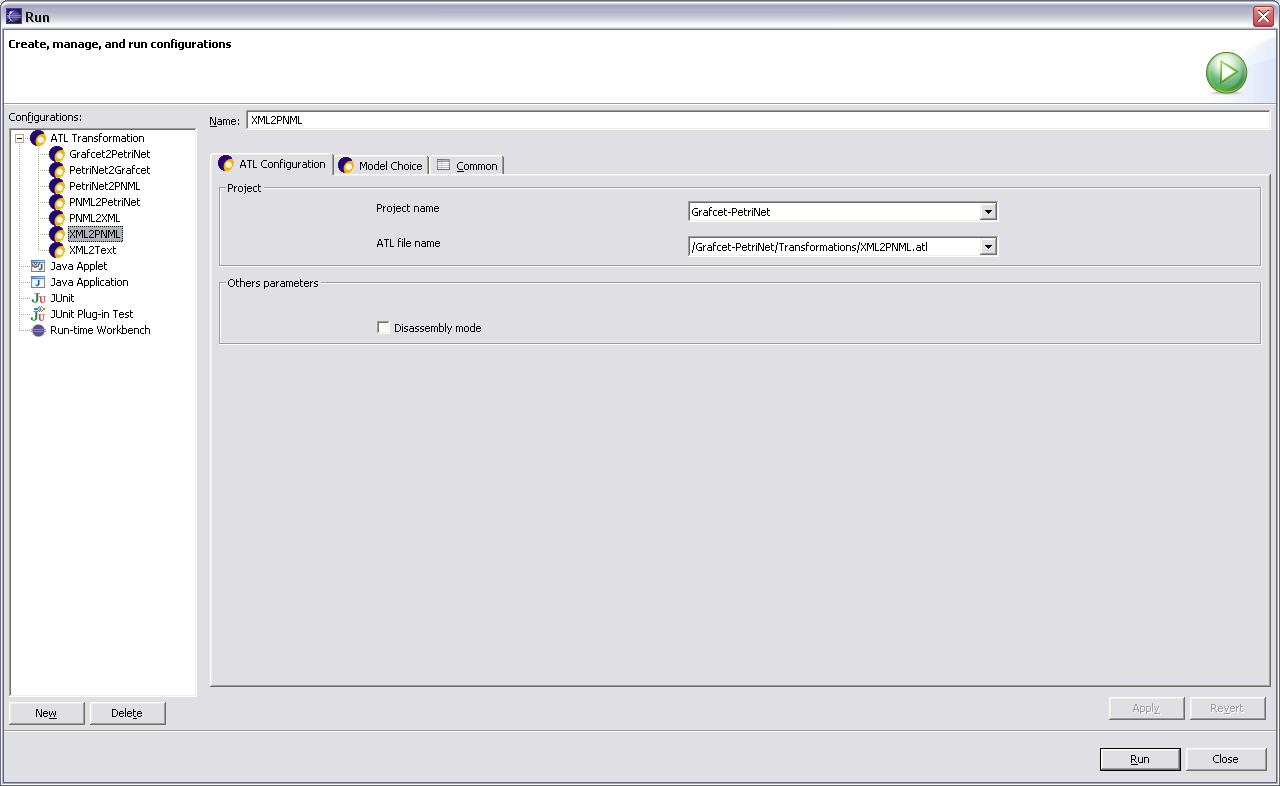 Run
Create, manage, and run configurations
Configurations:
ATL Transformation
Grafcet2PetriNet
PetriNet2Grafcet
PetriNet2PNML
PNML2PetriNet
PNML2XML
XML2PNML
XML2Text
Java Applet
Java Application
JUnit
JUnit Plug-in Test
Run-time Workbench
New Delete
Name: XML2PNML
ATL Configuration Model Choice Common
Project
Project name Grafcet-PetriNet
ATL file name /Grafcet-PetriNet/Transformations/XML2PNML.atl
Others parameters
Disassembly mode
Apply Revert
Run Close